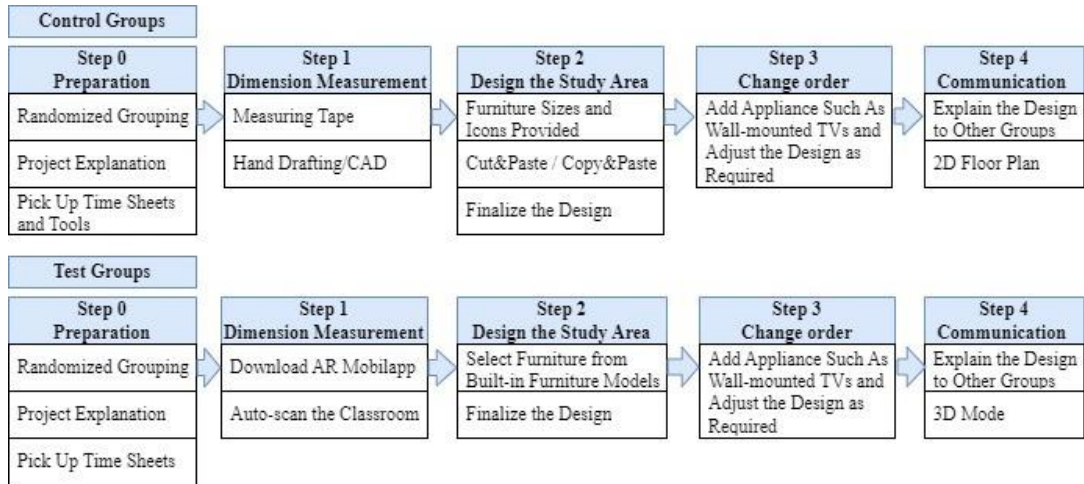 Control Groups
Step 0
Preparation
Randomized Grouping
Project Explanation
Pick Up Time Sheets
and Tools
Step 1
Dimension Measurement
Measuring Tape
Hand Drafting/CAD
Step 2
Design the Study Area
Furniture Sizes and
Icons Provided
Cut&Paste / Copy&Paste
Finalize the Design
Step 3
Change order
Add Appliance Such As
Wall-mounted TVs and
Adjust the Design as
Required
Step 4
Communication
Explain the Design
to Other Groups
2D Floor Plan
Test Groups
Step 0
Preparation
Randomized Grouping
Project Explanation
Pick Up Time Sheets
Step 1
Dimension Measurement
Download AR Mobilapp
Auto-scan the Classroom
Step 2
Design the Study Area
Select Furniture from
Built-in Furniture Models
Finalize the Design
Step 3
Change order
Add Appliance Such As
Wall-mounted TVs and
Adjust the Design as
Required
Step 4
Communication
Explain the Design
to Other Groups
3D Mode